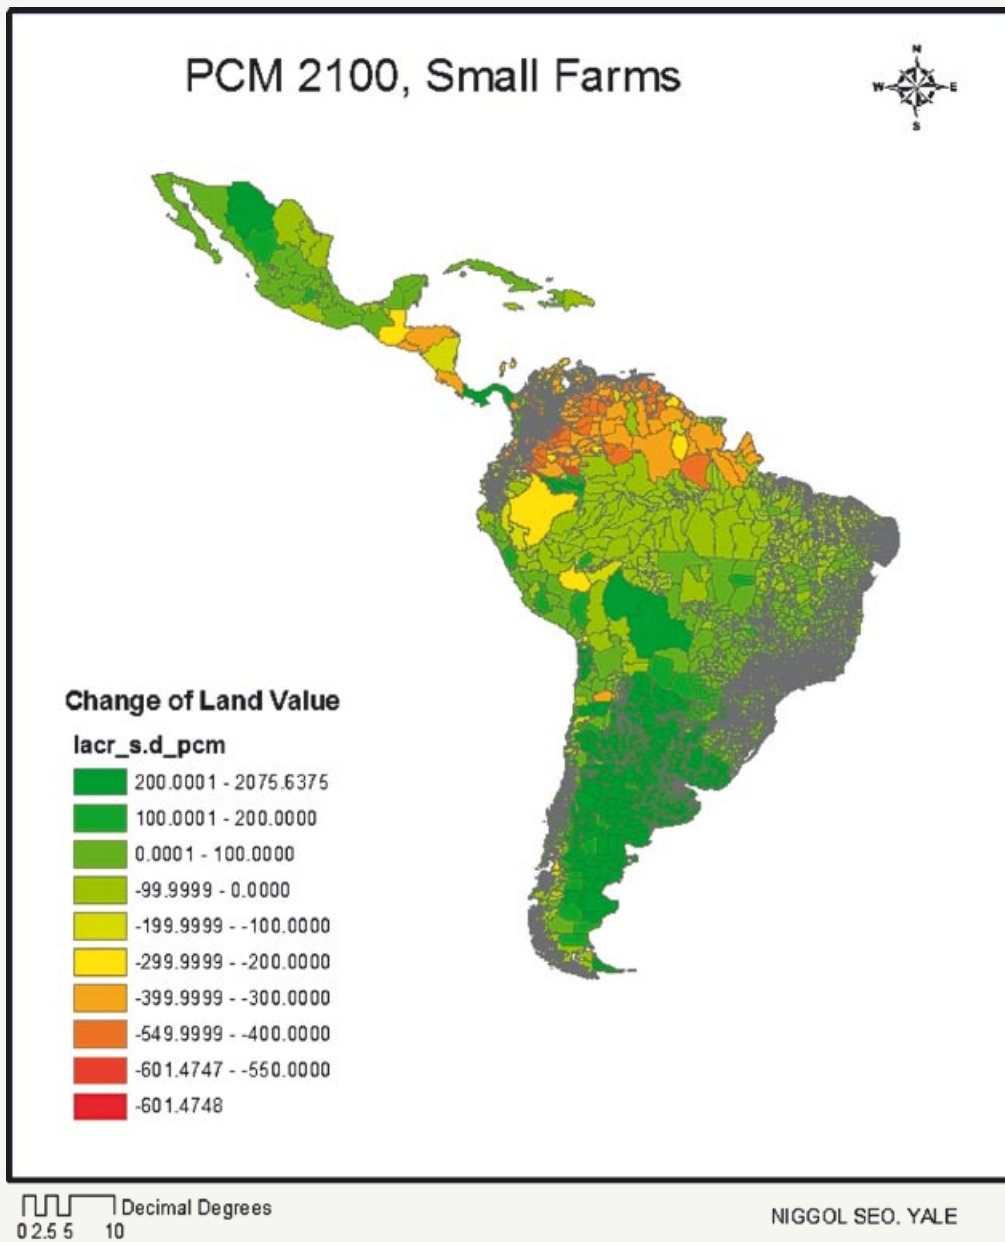 PCM 2100, Small Farms
N
W E
S
Change of Land Value
lacr_s.d_pcm
200.0001 - 2075.6375
100.0001 - 200.0000
0.0001 - 100.0000
-99.9999 - 0.0000
-199.9999 - -100.0000
-299.9999 - -200.0000
-399.9999 - -300.0000
-549.9999 - -400.0000
-601.4747 - -550.0000
-601.4748
Decimal Degrees
0 2.5 5 10
NIGGOL SEO. YALE